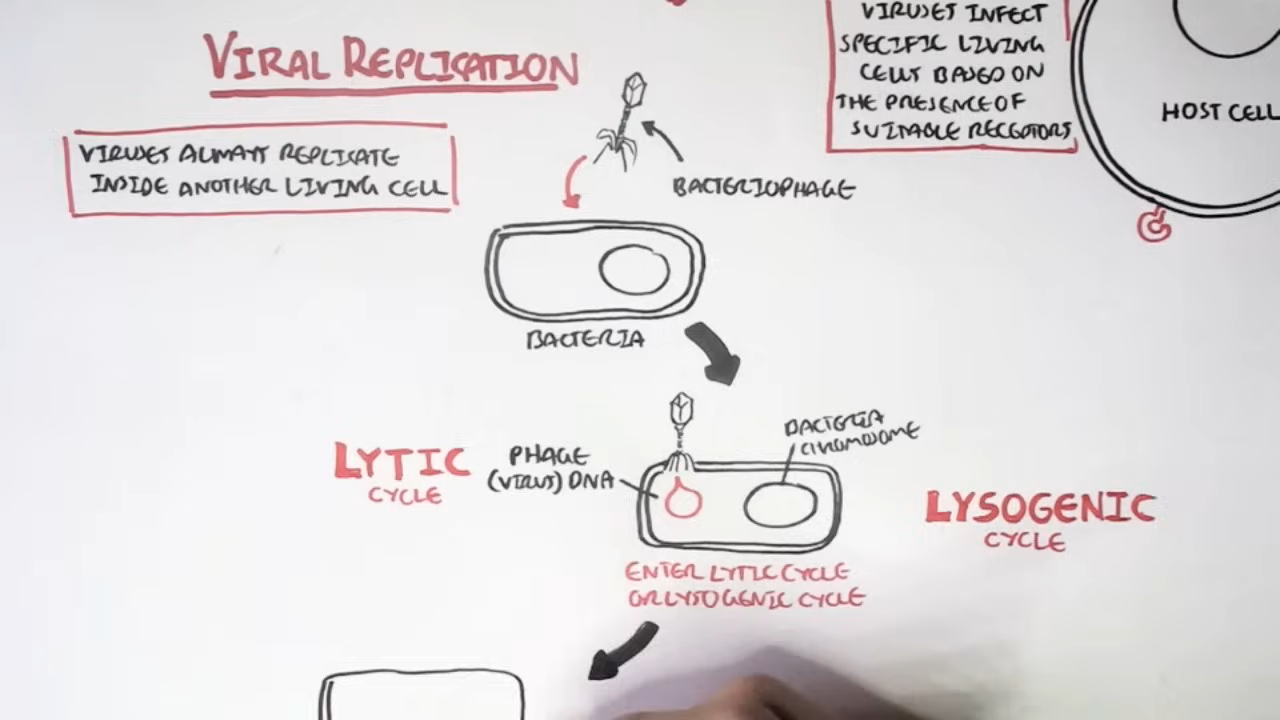 VIRAL REPLICATION
VIRUSES ALWAYS REPLICATE
INSIDE ANOTHER LIVING CELL
VIRUSES INFECT
SPECIFIC LIVING
CELLS BASED ON
THE PRESENCE OF
SUITABLE RECEPTORS
HOST CELL
BACTERIOPHAGE
BACTERIA
LYTIC
CYCLE
PHAGE
(VIRUS) DNA
BACTERIA
CHROMOSOME
LYSOGENIC
CYCLE
ENTER LYTIC CYCLE
OR LYSOGENIC CYCLE